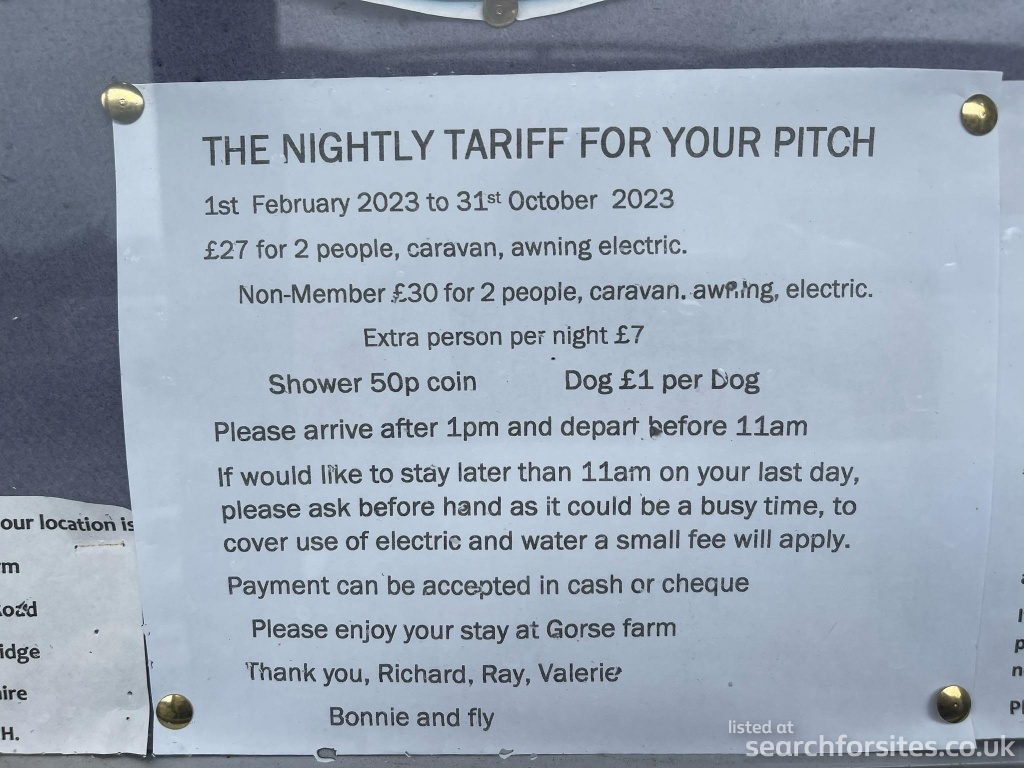 THE NIGHTLY TARIFF FOR YOUR PITCH
1st February 2023 to 31st October 2023
£27 for 2 people, caravan, awning electric.
Non-Member £30 for 2 people, caravan. awning, electric.
Extra person per night £7
Shower 50p coin Dog £1 per Dog
Please arrive after 1pm and depart before 11am
If would like to stay later than 11am on your last day,
please ask before hand as it could be a busy time, to
cover use of electric and water a small fee will apply.
Payment can be accepted in cash or cheque
Please enjoy your stay at Gorse farm
Thank you, Richard, Ray, Valerie
Bonnie and fly
our location is
rm
oad
idge
ire
H.
listed at
searchforsites.co.uk